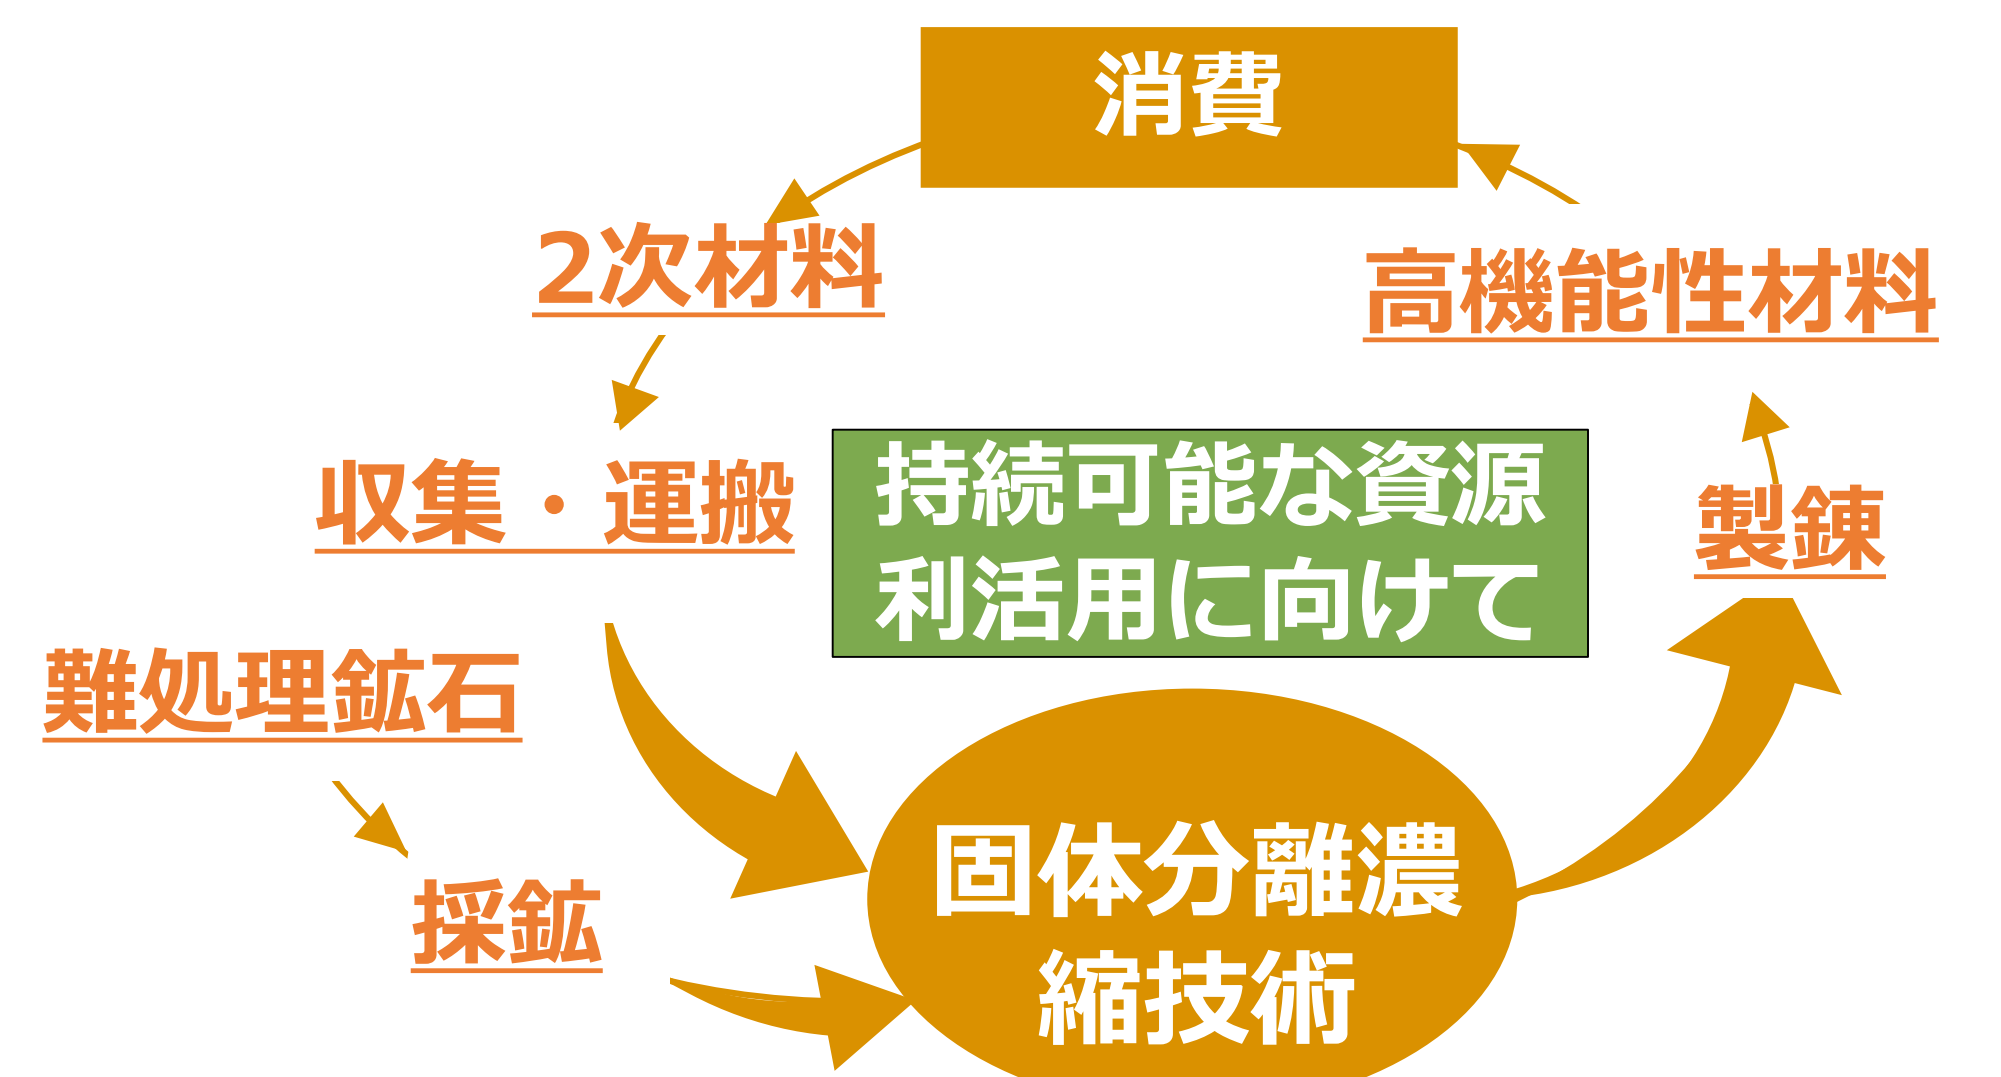 消費
2次材料
高機能性材料
収集・運搬
持続可能な資源
利活用に向けて
製錬
難処理鉱石
固体分離濃
縮技術
採鉱